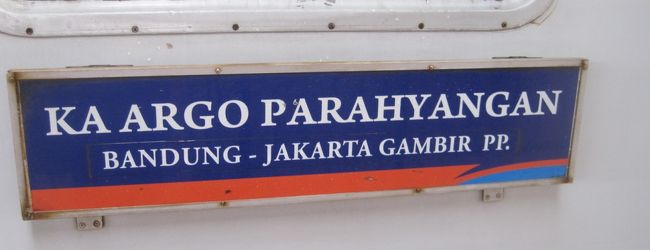 KA ARGO PARAHYANGAN
BANDUNG - JAKARTA GAMBIR PP.